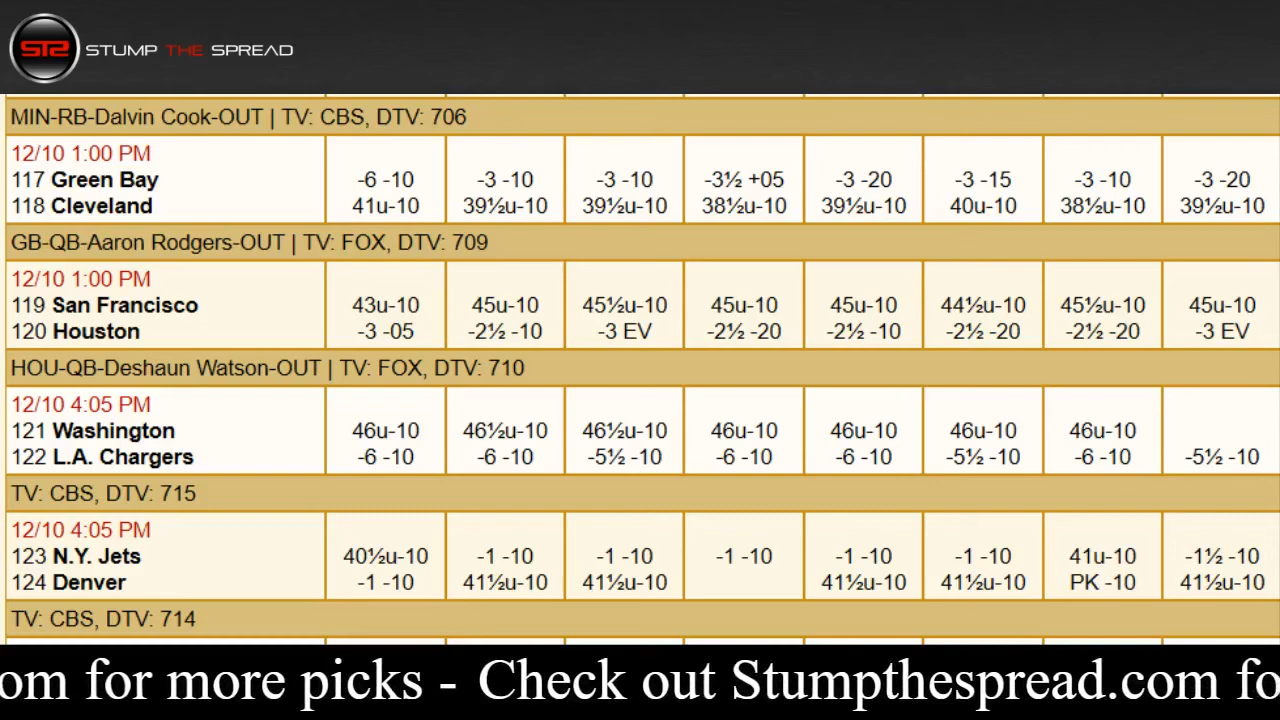 STS STUMP THE SPREAD
MIN-RB-Dalvin Cook-OUT | TV: CBS, DTV: 706
12/10 1:00 PM
117 Green Bay -6 -10 -3 -10 -3 -10 -3½ +05 -3 -20 -3 -15 -3 -10 -3 -20
118 Cleveland 41u-10 39½u-10 39½u-10 38½u-10 39½u-10 40u-10 38½u-10 39½u-10
GB-QB-Aaron Rodgers-OUT | TV: FOX, DTV: 709
12/10 1:00 PM
119 San Francisco 43u-10 45u-10 45½u-10 45u-10 45u-10 44½u-10 45½u-10 45u-10
120 Houston -3 -05 -2½ -10 -3 EV -2½ -20 -2½ -10 -2½ -20 -2½ -20 -3 EV
HOU-QB-Deshaun Watson-OUT | TV: FOX, DTV: 710
12/10 4:05 PM
121 Washington 46u-10 46½u-10 46½u-10 46u-10 46u-10 46u-10 46u-10
122 L.A. Chargers -6 -10 -6 -10 -5½ -10 -6 -10 -6 -10 -5½ -10 -6 -10 -5½ -10
TV: CBS, DTV: 715
12/10 4:05 PM
123 N.Y. Jets 40½u-10 -1 -10 -1 -10 -1 -10 -1 -10 -1 -10 41u-10 -1½ -10
124 Denver -1 -10 41½u-10 41½u-10 41½u-10 41½u-10 PK -10 41½u-10
TV: CBS, DTV: 714
om for more picks - Check out Stumpthespread.com fo